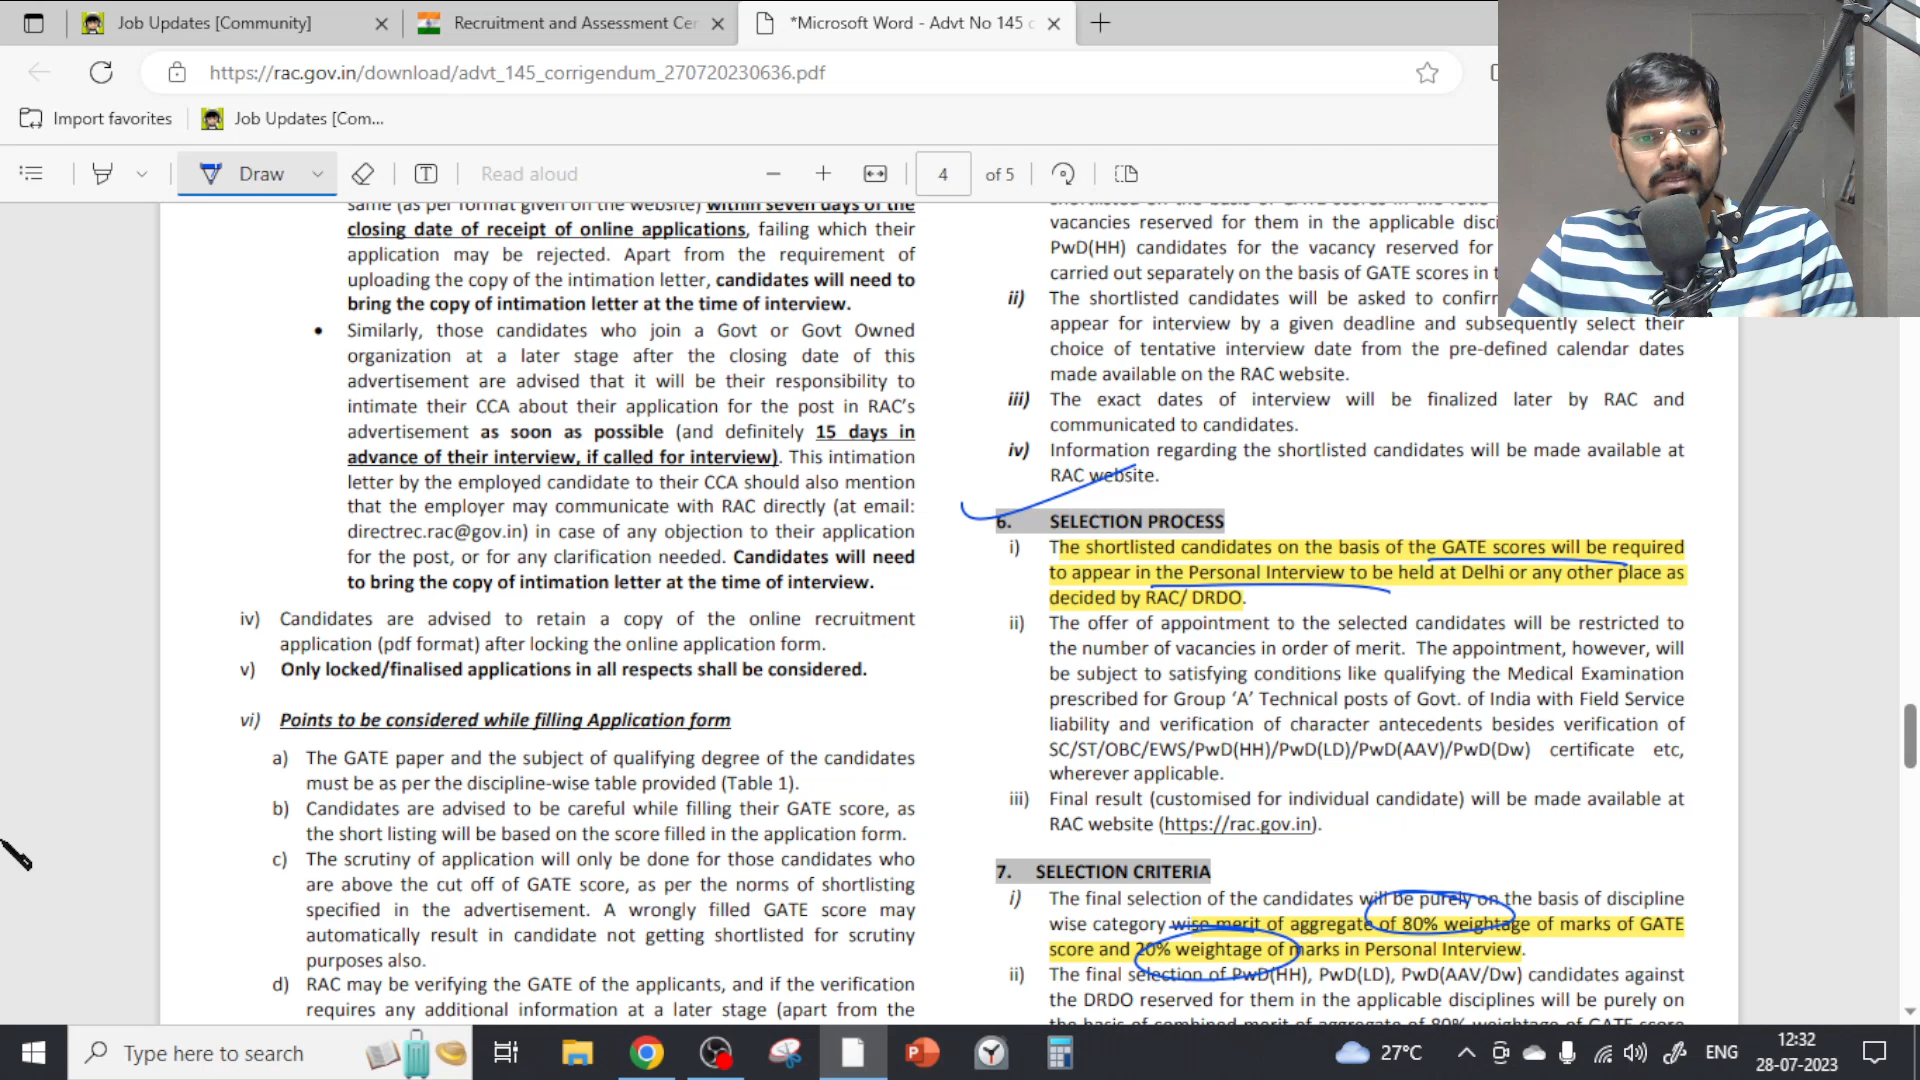 Job Updates [Community]
Recruitment and Assessment Cer
*Microsoft Word - Advt No 145 c
https://rac.gov.in/download/advt_145_corrigendum_270720230636.pdf
Import favorites
Job Updates [Com...
Draw
Read aloud
4
of 5
same (as per format given on the website) within seven days of the
closing date of receipt of online applications, failing which their
application may be rejected. Apart from the requirement of
uploading the copy of the intimation letter, candidates will need to
bring the copy of intimation letter at the time of interview.
• Similarly, those candidates who join a Govt or Govt Owned
organization at a later stage after the closing date of this
advertisement are advised that it will be their responsibility to
intimate their CCA about their application for the post in RAC's
advertisement as soon as possible (and definitely 15 days in
advance of their interview, if called for interview). This intimation
letter by the employed candidate to their CCA should also mention
that the employer may communicate with RAC directly (at email:
directrec.rac@gov.in) in case of any objection to their application
for the post, or for any clarification needed. Candidates will need
to bring the copy of intimation letter at the time of interview.
iv) Candidates are advised to retain a copy of the online recruitment
application (pdf format) after locking the online application form.
v) Only locked/finalised applications in all respects shall be considered.
vi) Points to be considered while filling Application form
a) The GATE paper and the subject of qualifying degree of the candidates
must be as per the discipline-wise table provided (Table 1).
b) Candidates are advised to be careful while filling their GATE score, as
the short listing will be based on the score filled in the application form.
c) The scrutiny of application will only be done for those candidates who
are above the cut off of GATE score, as per the norms of shortlisting
specified in the advertisement. A wrongly filled GATE score may
automatically result in candidate not getting shortlisted for scrutiny
purposes also.
d) RAC may be verifying the GATE of the applicants, and if the verification
requires any additional information at a later stage (apart from the
vacancies reserved for them in the applicable disci
PwD(HH) candidates for the vacancy reserved for
carried out separately on the basis of GATE scores in t
ii) The shortlisted candidates will be asked to confirm
appear for interview by a given deadline and subsequently select their
choice of tentative interview date from the pre-defined calendar dates
made available on the RAC website.
iii) The exact dates of interview will be finalized later by RAC and
communicated to candidates.
iv) Information regarding the shortlisted candidates will be made available at
RAC website.
6. SELECTION PROCESS
i) The shortlisted candidates on the basis of the GATE scores will be required
to appear in the Personal Interview to be held at Delhi or any other place as
decided by RAC/ DRDO.
ii) The offer of appointment to the selected candidates will be restricted to
the number of vacancies in order of merit. The appointment, however, will
be subject to satisfying conditions like qualifying the Medical Examination
prescribed for Group 'A' Technical posts of Govt. of India with Field Service
liability and verification of character antecedents besides verification of
SC/ST/OBC/EWS/PwD(HH)/PwD(LD)/PwD(AAV)/PwD(Dw) certificate etc,
wherever applicable.
iii) Final result (customised for individual candidate) will be made available at
RAC website (https://rac.gov.in).
7. SELECTION CRITERIA
i) The final selection of the candidates will be purely on the basis of discipline
wise category wise merit of aggregate of 80% weightage of marks of GATE
score and 20% weightage of marks in Personal Interview.
ii) The final selection of PwD(HH), PwD(LD), PwD(AAV/Dw) candidates against
the DRDO reserved for them in the applicable disciplines will be purely on
the basis of combined merit of aggregate of 80% weightage of GATE score
Type here to search
27°C
ENG
12:32
28-07-2023